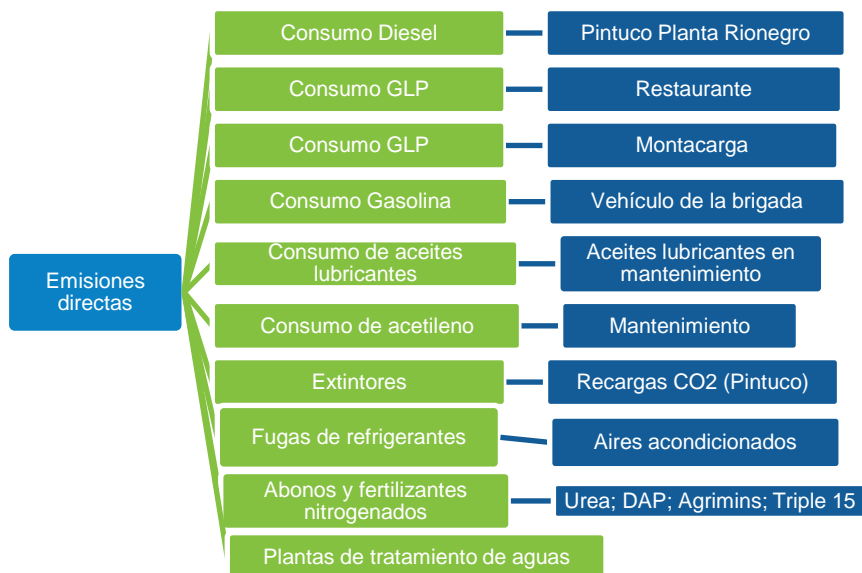 Consumo Diesel
Pintuco Planta Rionegro
Consumo GLP
Restaurante
Consumo GLP
Montacarga
Consumo Gasolina
Vehículo de la brigada
Emisiones
directas
Consumo de aceites
lubricantes
Aceites lubricantes en
mantenimiento
Consumo de acetileno
Mantenimiento
Extintores
Recargas CO2 (Pintuco)
Fugas de refrigerantes
Aires acondicionados
Abonos y fertilizantes
nitrogenados
Urea; DAP; Agrimins; Triple 15
Plantas de tratamiento de aguas